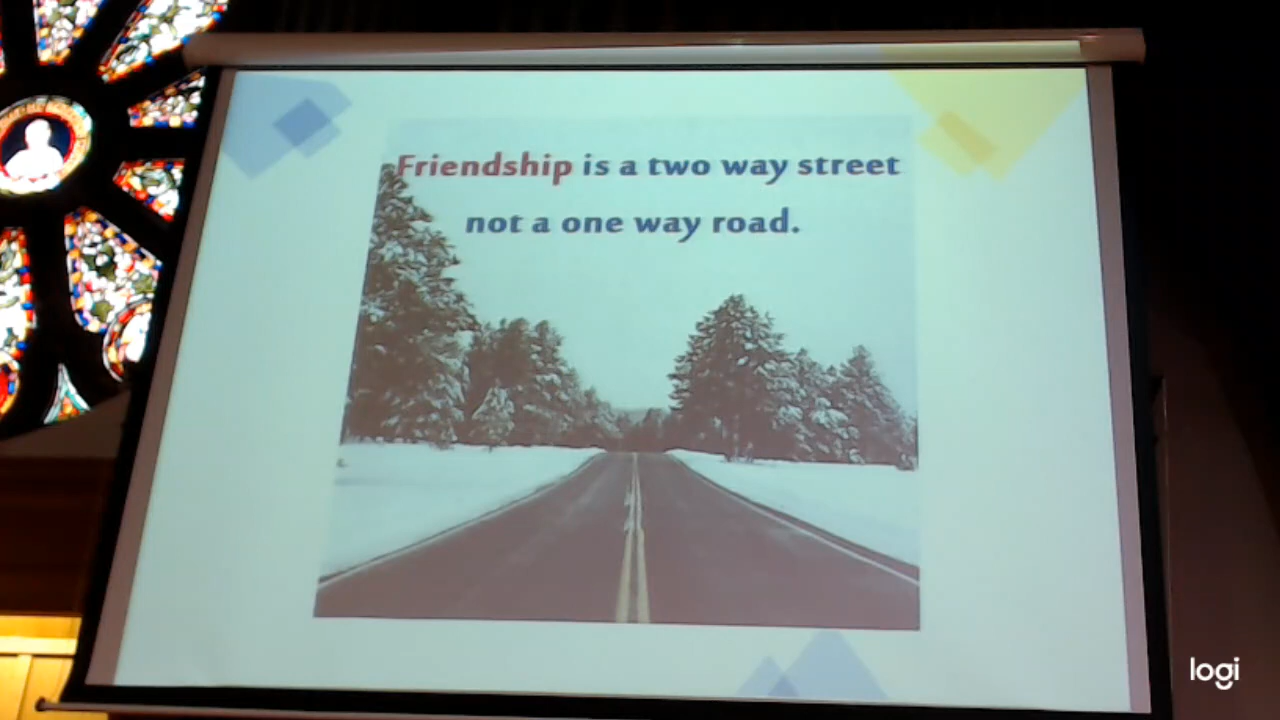 Friendship is a two way street
not a one way road.
logi